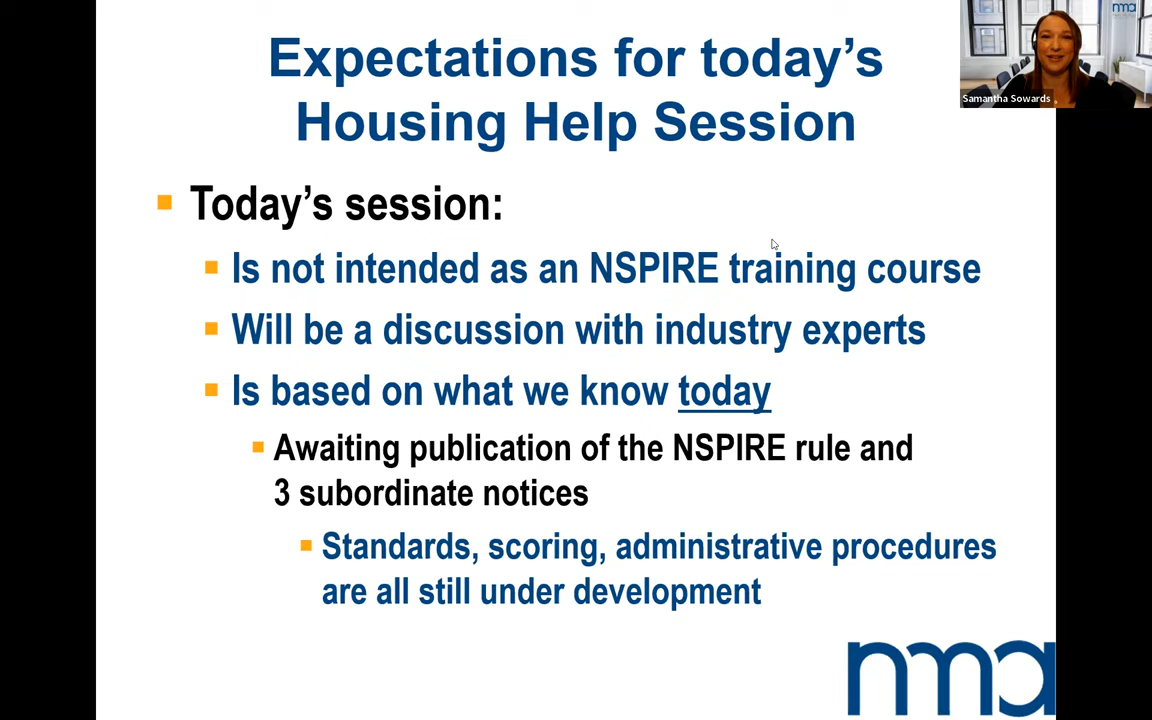 Expectations for today's
Housing Help Session
Today's session:
Is not intended as an NSPIRE training course
Will be a discussion with industry experts
Is based on what we know today
Awaiting publication of the NSPIRE rule and
3 subordinate notices
Standards, scoring, administrative procedures
are all still under development
nma
Samantha Sowards
nma